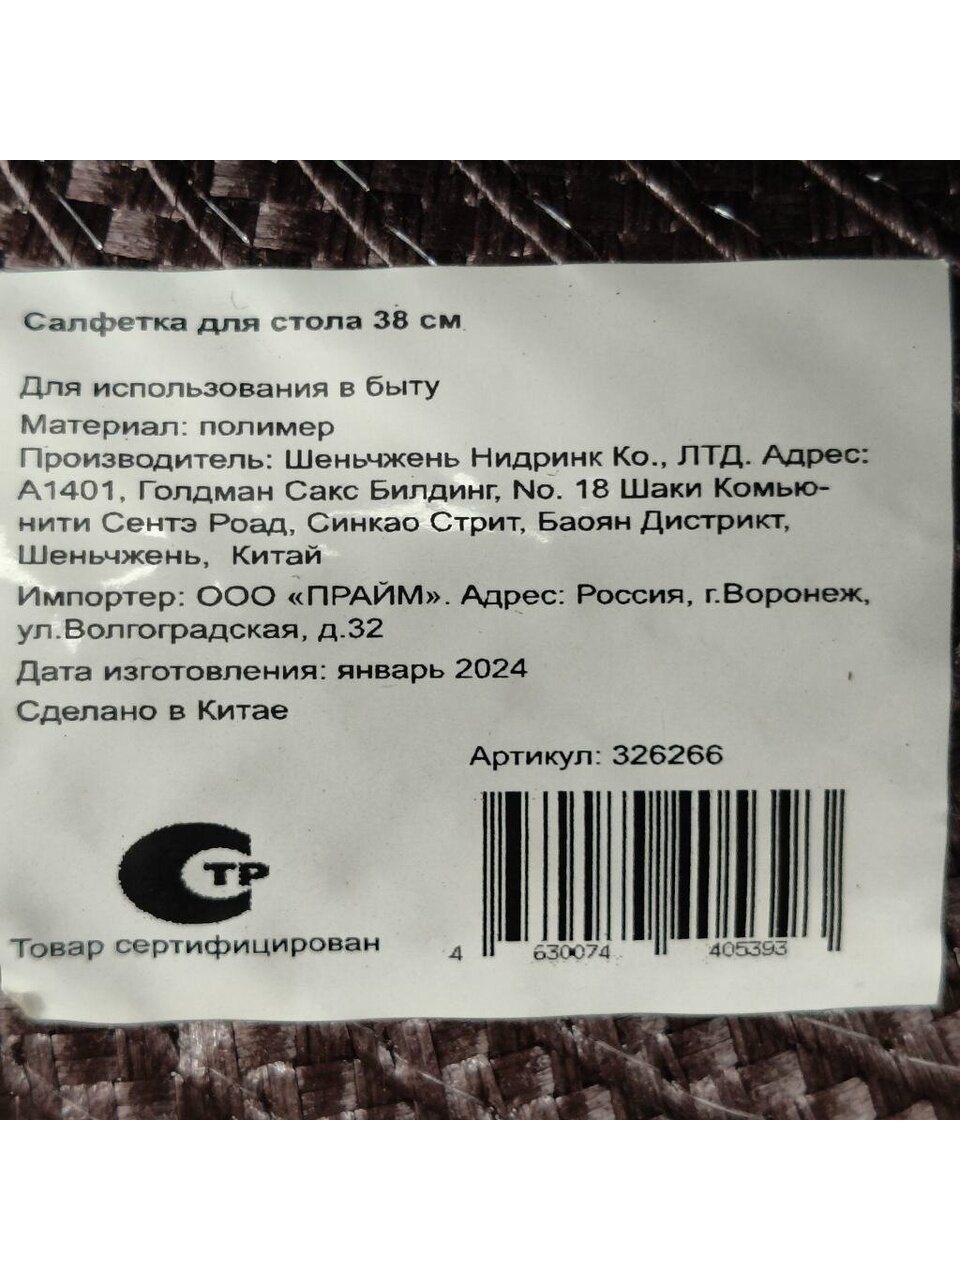 Салфетка для стола 38 см
Для использования в быту
Материал: полимер
Производитель: Шеньчжень Нидринк Ко., ЛТД. Адрес:
А1401, Голдман Сакс Билдинг, No. 18 Шаки Комью-
нити Сентэ Роад, Синкао Стрит, Баоян Дистрикт,
Шеньчжень, Китай
Импортер: ООО «ПРАЙМ». Адрес: Россия, г.Воронеж,
ул.Волгоградская, д.32
Дата изготовления: январь 2024
Сделано в Китае
Артикул: 326266
СТР
Товар сертифицирован
4 630074 405393